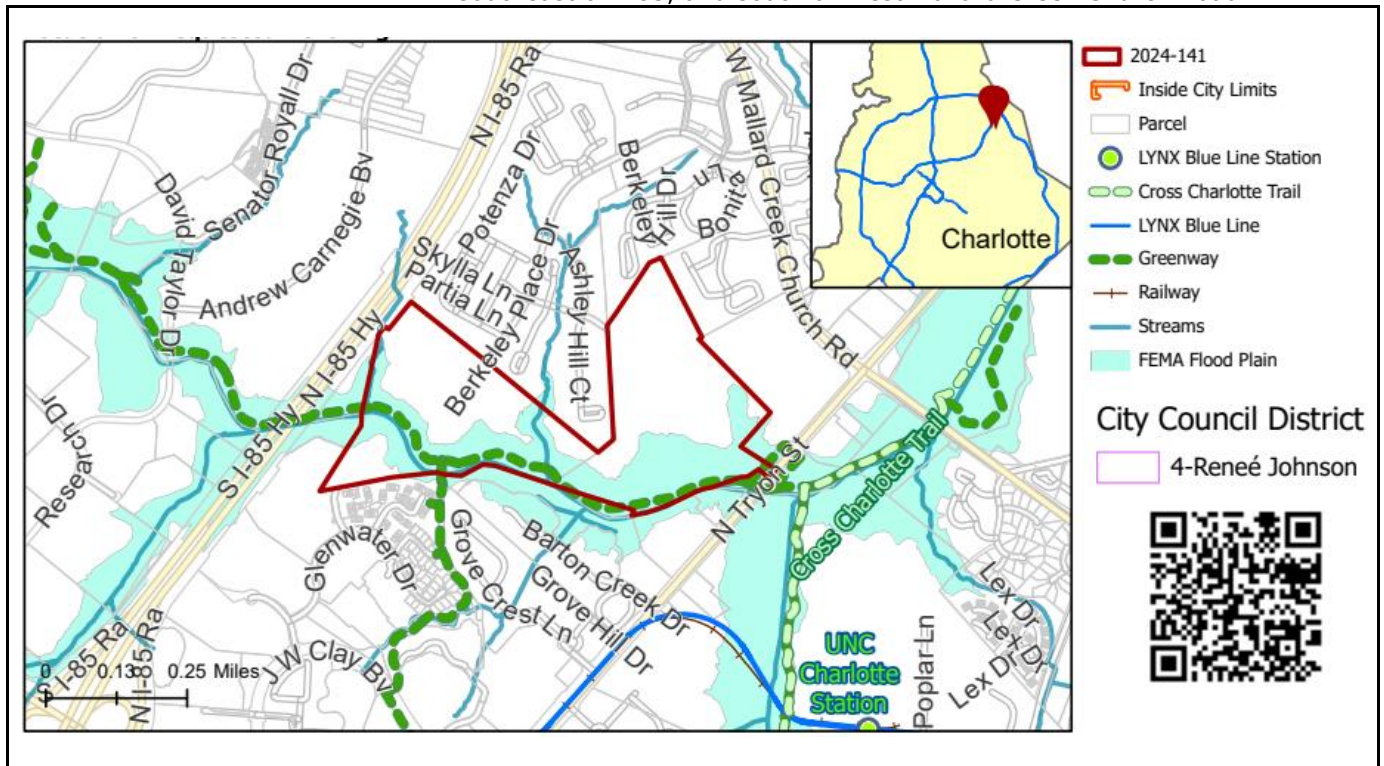 N I-85 Ra
W Mallard Creek Church Rd
Senator Royall Dr
David Taylor Dr
Andrew Carnegie Bv
Potenza Dr
Skylla Ln
Partia Ln
Berkeley Place Dr
Ashley Hill Ct
Berkeley Hill Dr
Bonita Ln
Charlotte
N I-85 Hy
S I-85 Hy
Research Dr
Glenwater Dr
Grove Crest Ln
Barton Creek Dr
Grove Hill Dr
N Tryon St
Cross Charlotte Trail
J W Clay Bv
S I-85 Ra
N I-85 Ra
0 0.13 0.25 Miles
UNC
Charlotte
Station
Poplar Ln
Lex Dr
Lex Dr
Lex Dr
2024-141
Inside City Limits
Parcel
LYNX Blue Line Station
Cross Charlotte Trail
LYNX Blue Line
Greenway
Railway
Streams
FEMA Flood Plain
City Council District
4-Reneé Johnson